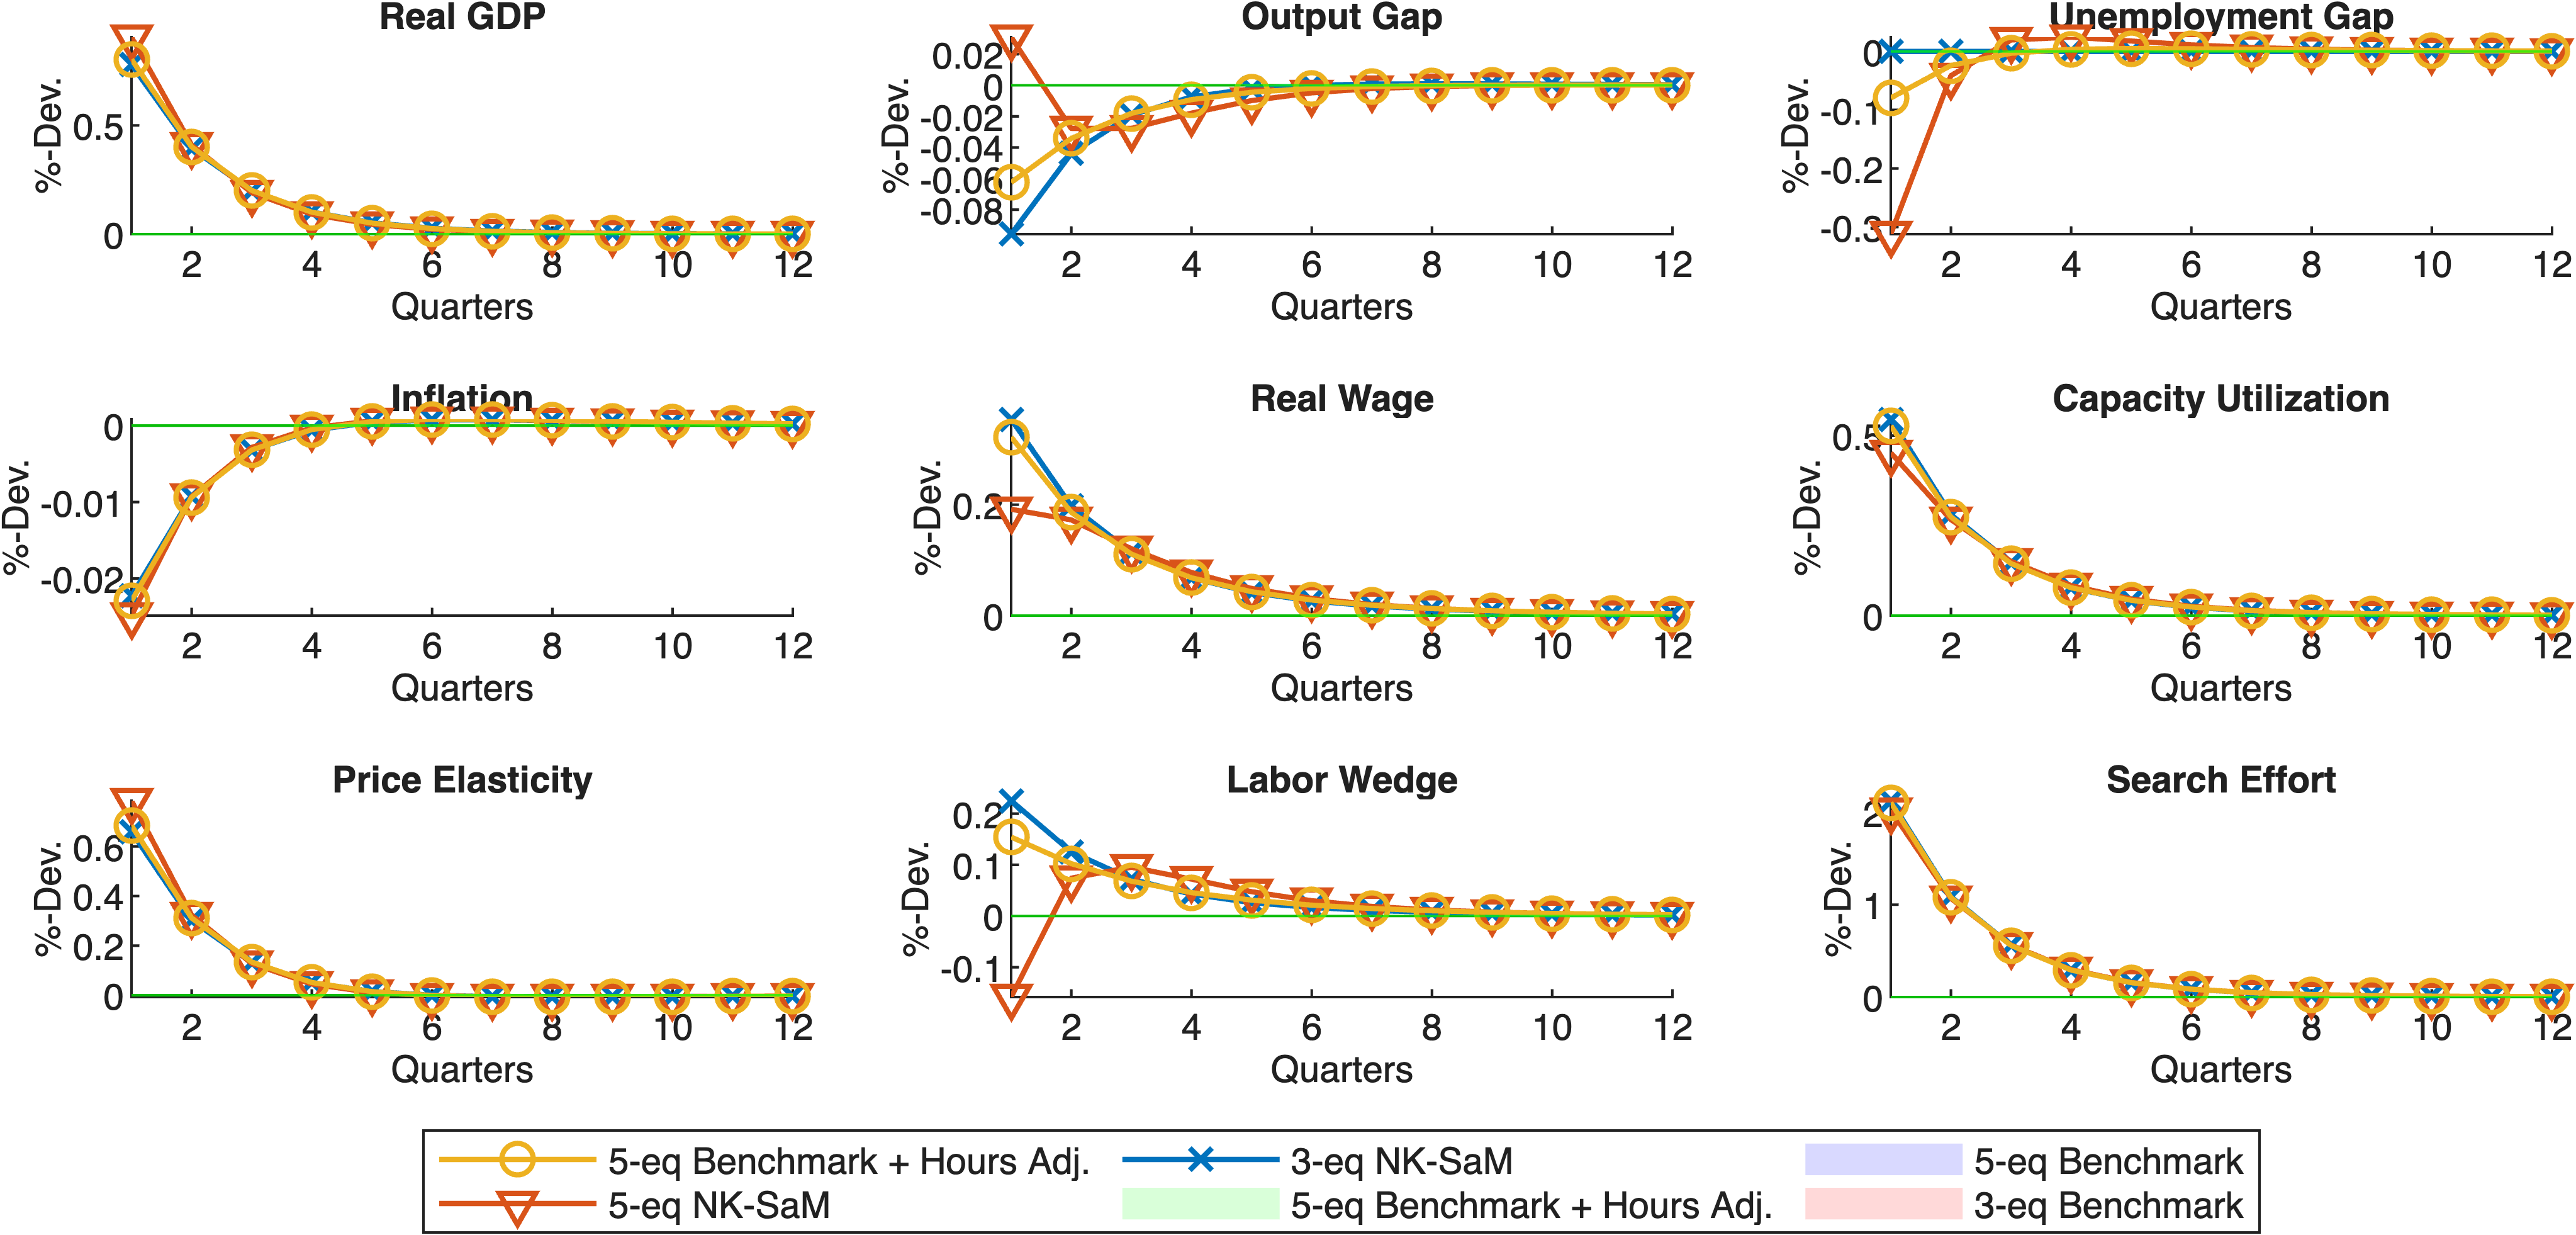 Real GDP
%-Dev.
0.5
0
2 4 6 8 10 12
Quarters
Output Gap
%-Dev.
0.02
0
-0.02
-0.04
-0.06
-0.08
2 4 6 8 10 12
Quarters
Unemployment Gap
%-Dev.
0
-0.1
-0.2
-0.3
2 4 6 8 10 12
Quarters
Inflation
%-Dev.
0
-0.01
-0.02
2 4 6 8 10 12
Quarters
Real Wage
%-Dev.
0.2
0
2 4 6 8 10 12
Quarters
Capacity Utilization
%-Dev.
0.5
0
2 4 6 8 10 12
Quarters
Price Elasticity
%-Dev.
0.6
0.4
0.2
0
2 4 6 8 10 12
Quarters
Labor Wedge
%-Dev.
0.2
0.1
0
-0.1
2 4 6 8 10 12
Quarters
Search Effort
%-Dev.
2
1
0
2 4 6 8 10 12
Quarters
5-eq Benchmark + Hours Adj.
5-eq NK-SaM
3-eq NK-SaM
5-eq Benchmark + Hours Adj.
5-eq Benchmark
3-eq Benchmark